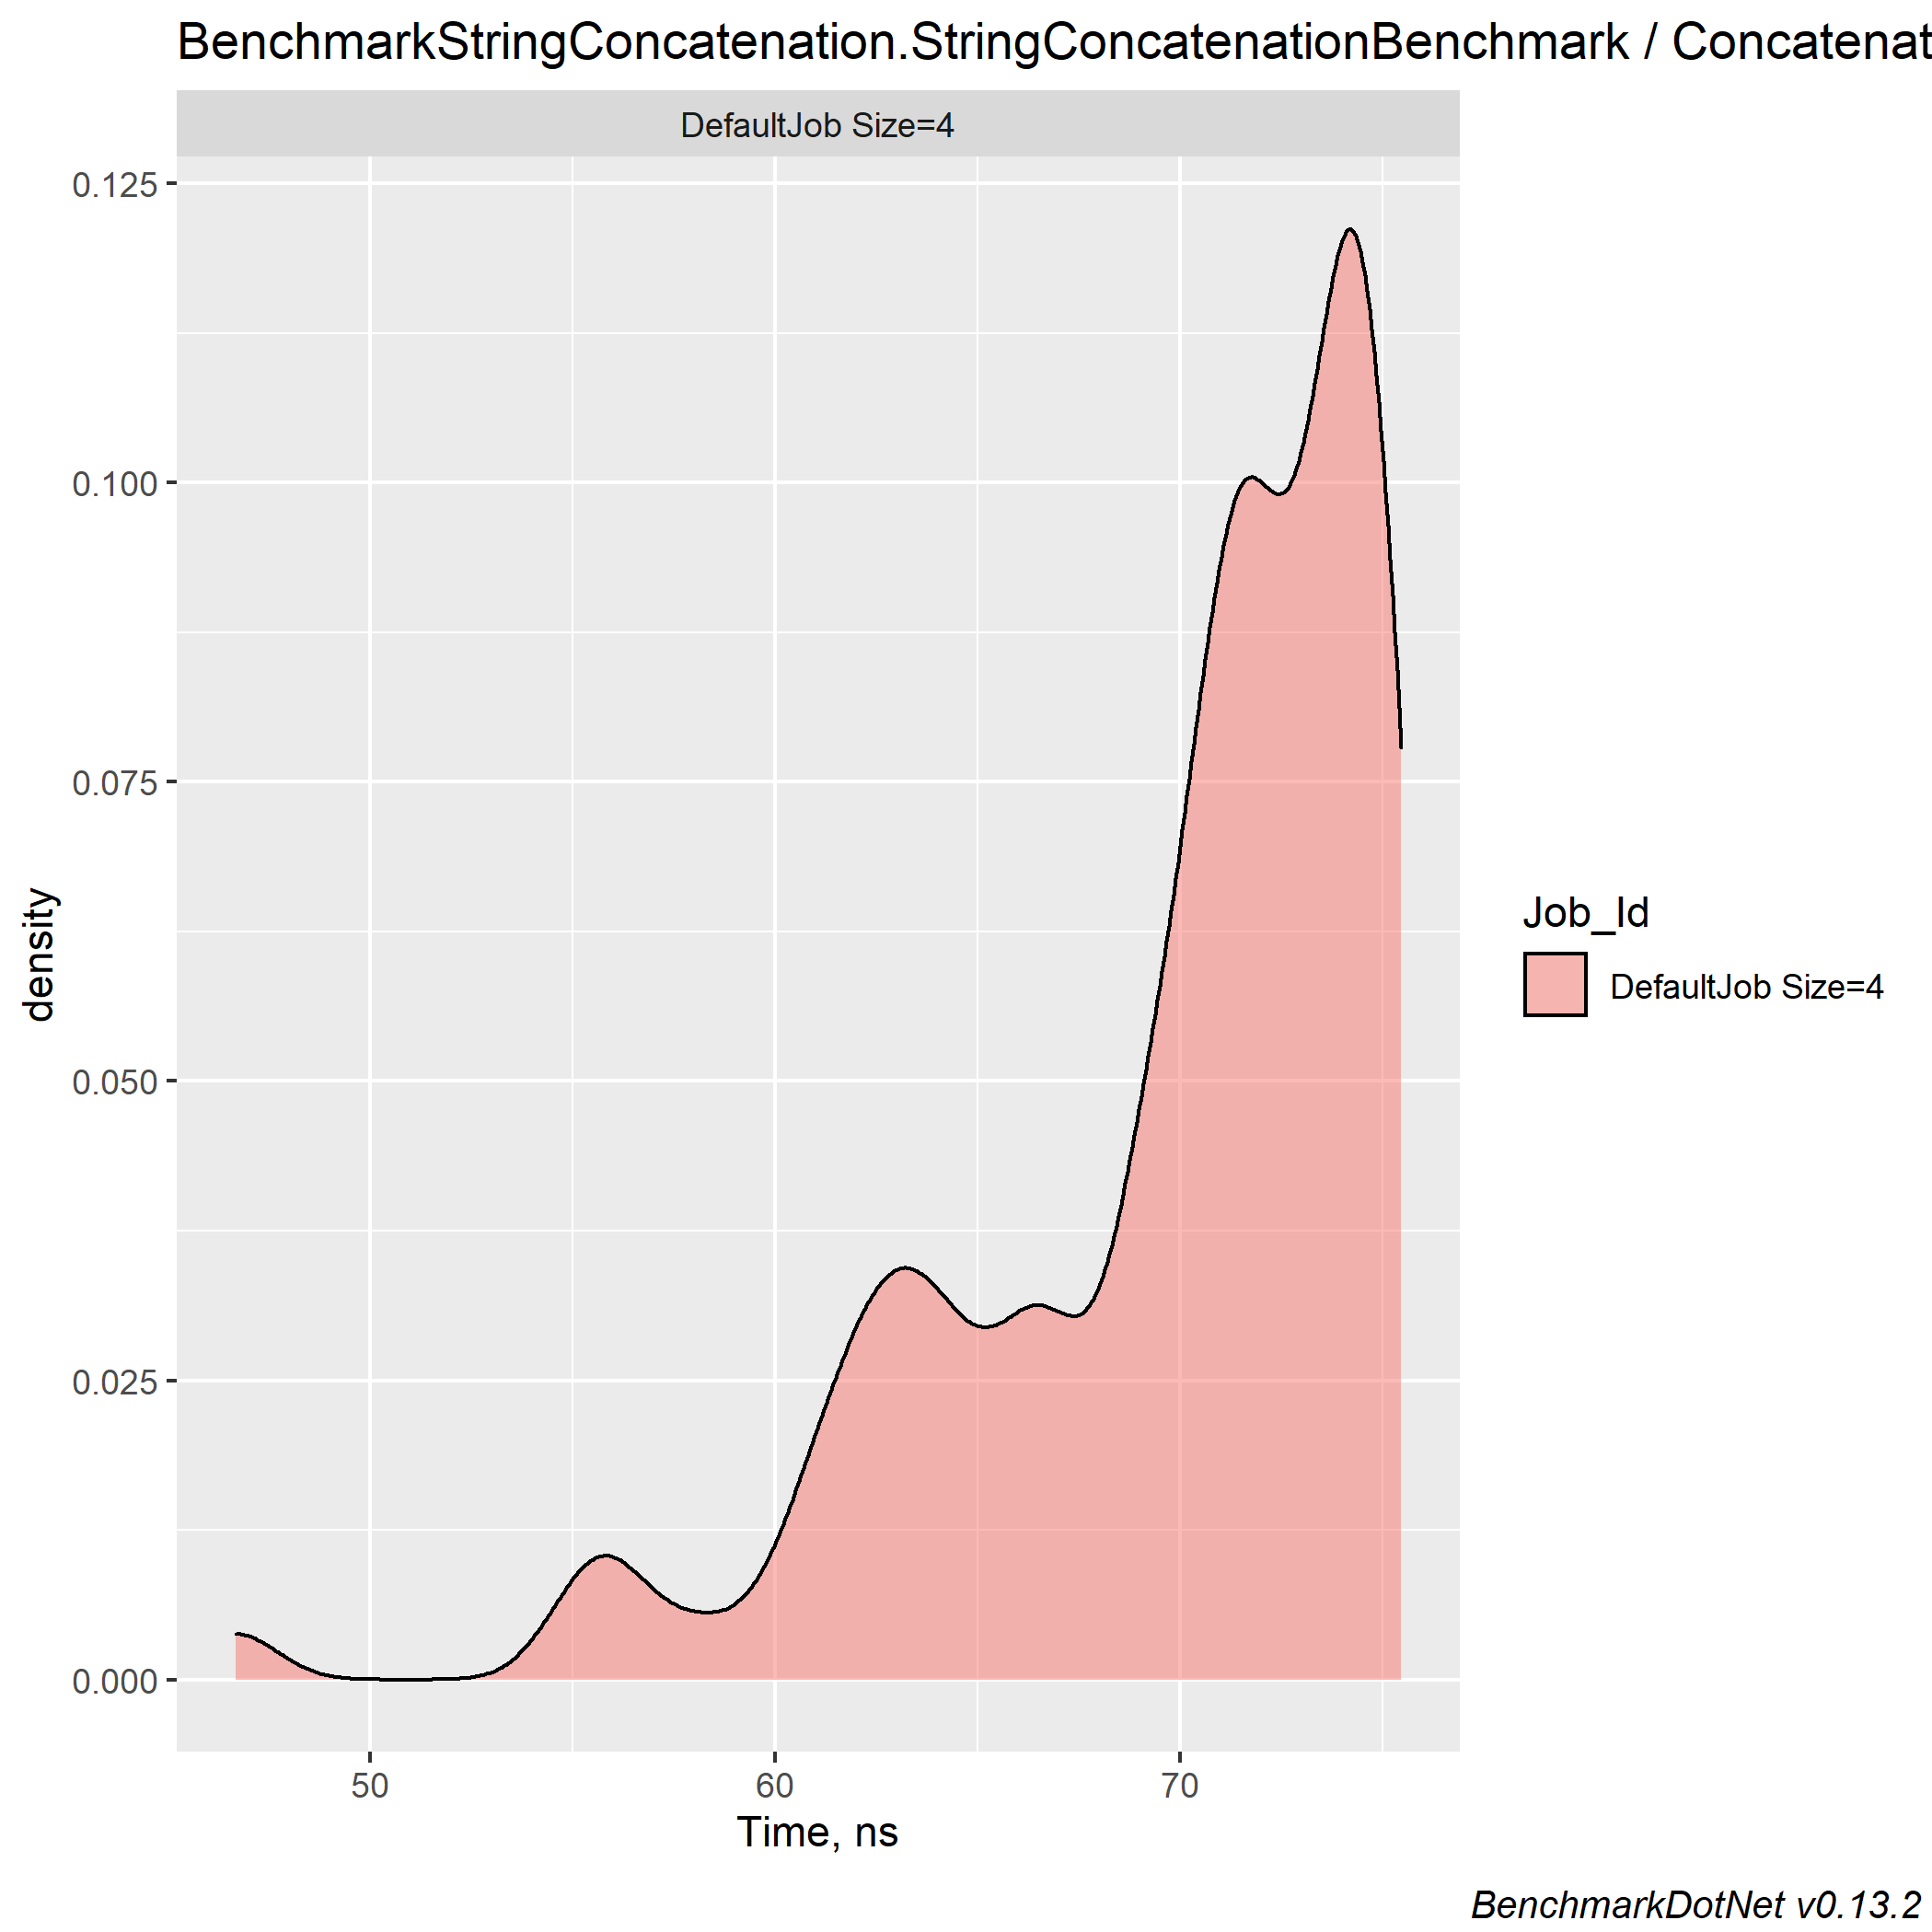 BenchmarkStringConcatenation.StringConcatenationBenchmark / Concatenat
DefaultJob Size=4
0.125
0.100
0.075
0.050
0.025
0.000
density
50 60 70
Time, ns
Job_Id
DefaultJob Size=4
BenchmarkDotNet v0.13.2